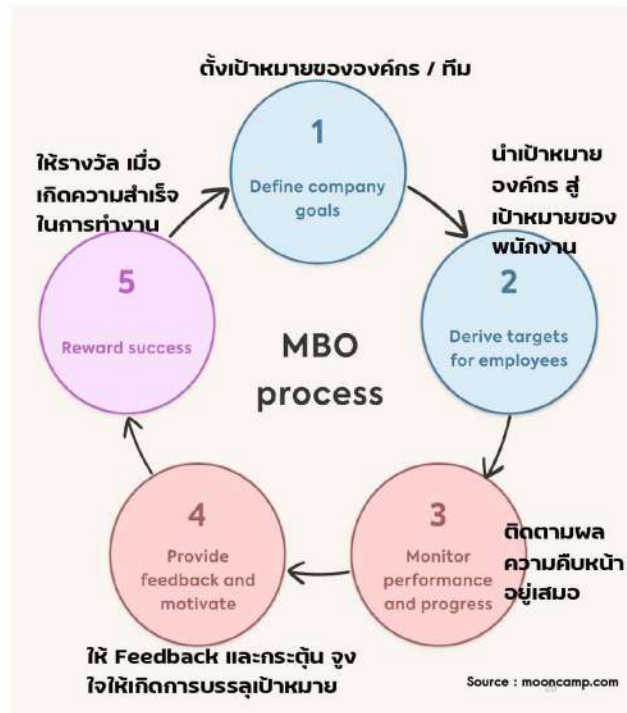 ตั้งเป้าหมายขององค์กร / ทีม
1
Define company
goals
นำเป้าหมาย
องค์กร สู่
เป้าหมายของ
พนักงาน
2
Derive targets
for employees
ติดตามผล
ความคืบหน้า
อยู่เสมอ
3
Monitor
performance
and progress
4
Provide
feedback and
motivate
ให้ Feedback และกระตุ้น จูง
ใจให้เกิดการบรรลุเป้าหมาย
ให้รางวัล เมื่อ
เกิดความสำเร็จ
ในการทำงาน
5
Reward success
MBO
process
Source : mooncamp.com